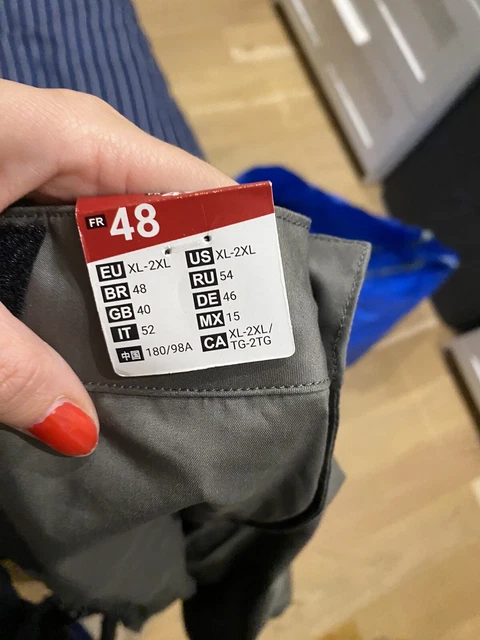 FR 48
EU XL-2XL US XL-2XL
BR 48 RU 54
GB 40 DE 46
IT 52 MX 15
中国 180/98A CA XL-2XL/
TG-2TG